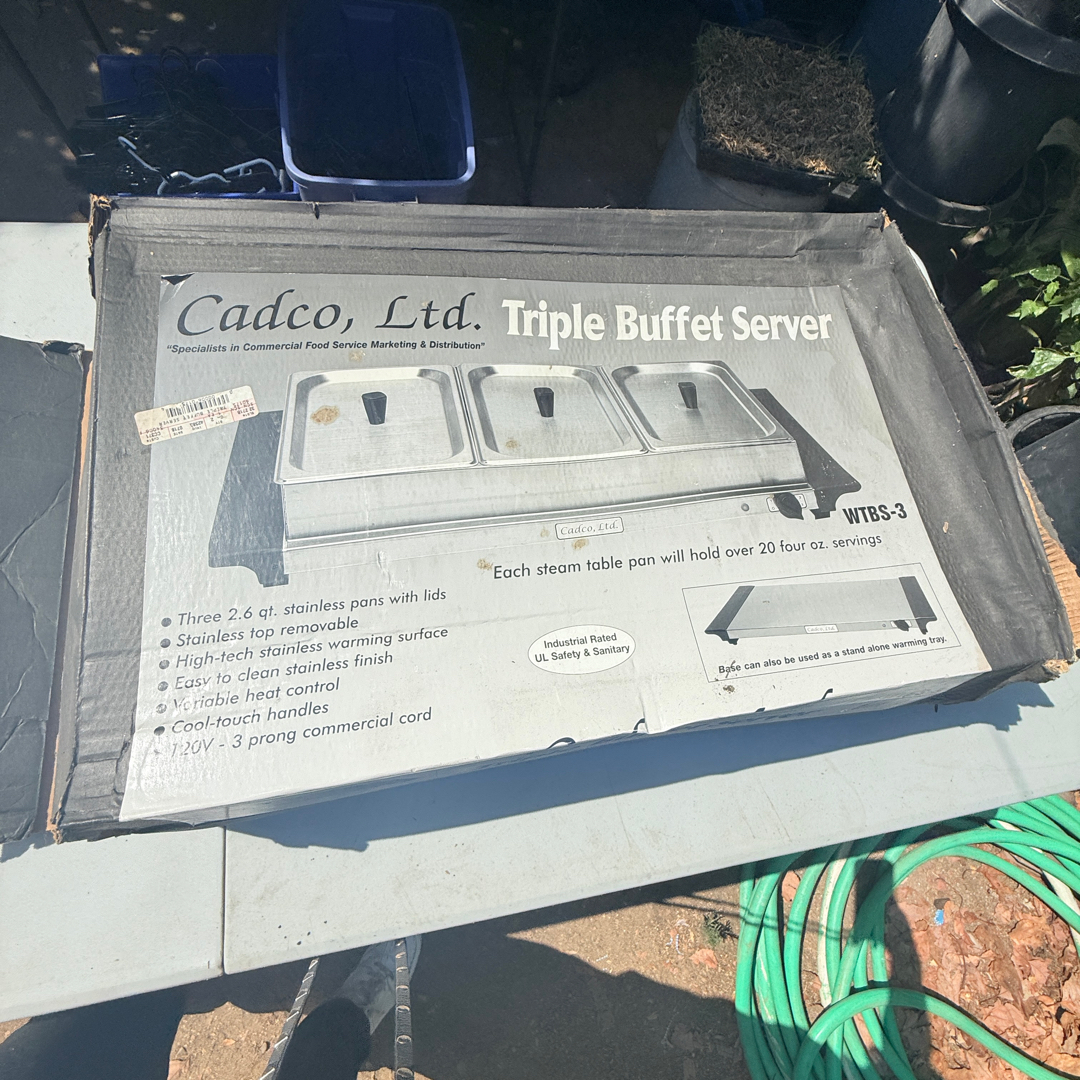 Cadco, Ltd.
"Specialists in Commercial Food Service Marketing & Distribution"
Triple Buffet Server
Cadco, Ltd.
WTBS-3
Each steam table pan will hold over 20 four oz. servings
Three 2.6 qt. stainless pans with lids
Stainless top removable
High-tech stainless warming surface
Easy to clean stainless finish
Variable heat control
Cool-touch handles
120V - 3 prong commercial cord
Industrial Rated
UL Safety & Sanitary
Cadco, Ltd.
Base can also be used as a stand alone warming tray.